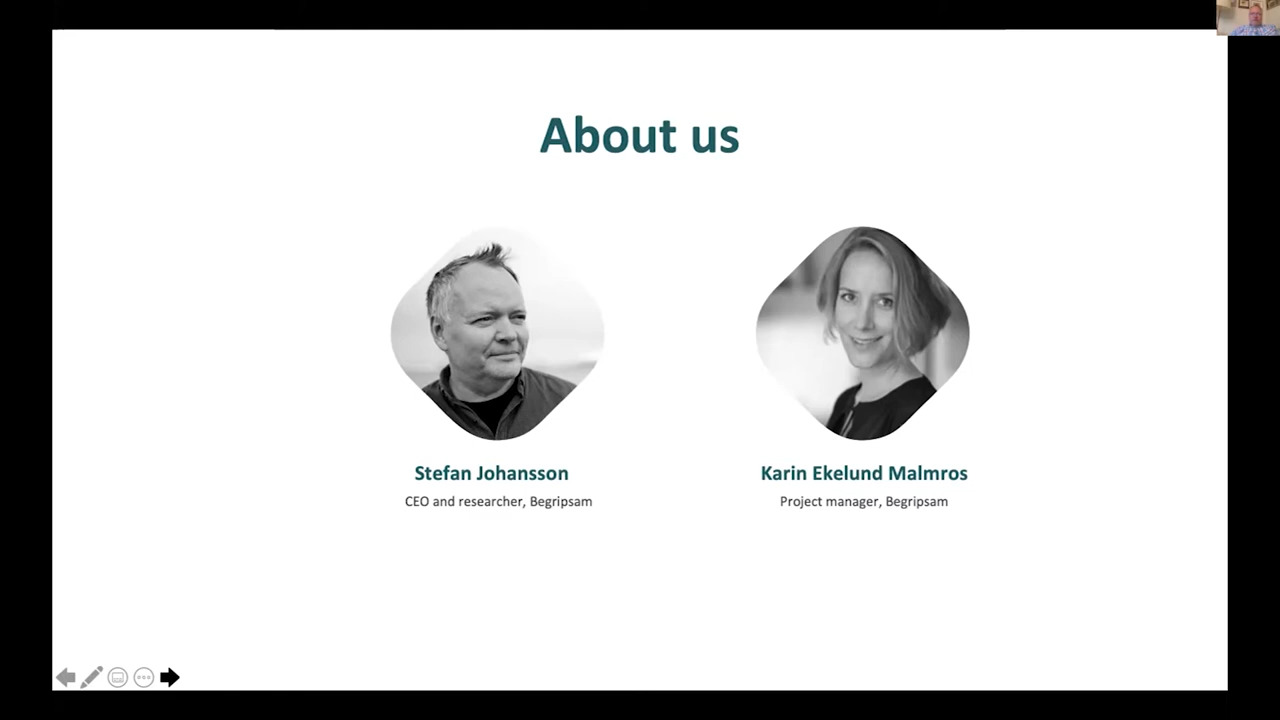 About us
Stefan Johansson
CEO and researcher, Begripsam
Karin Ekelund Malmros
Project manager, Begripsam